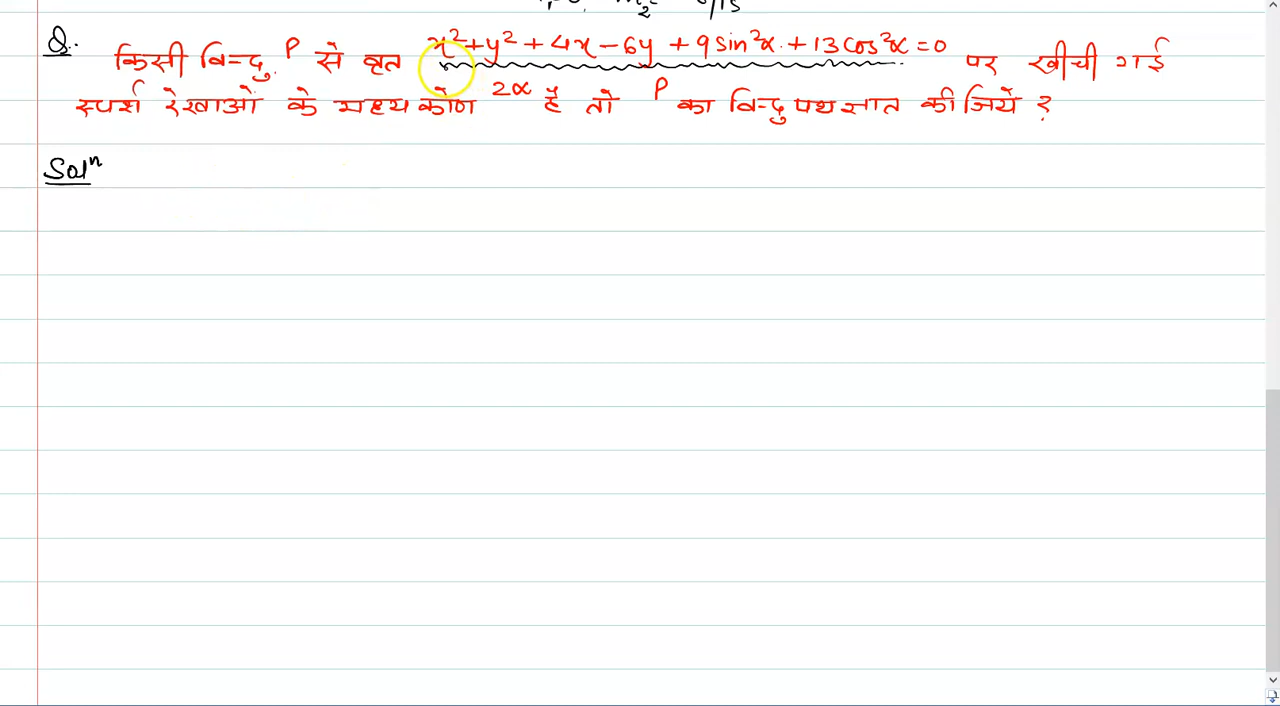 Q. किसी बिन्दु P से वृत x²+y²+4x-6y+9sin²α+13cos²α=0 पर खींची गई
स्पर्श रेखाओं के मध्य कोण 2α है तो P का बिन्दु पथ ज्ञात कीजिये ?
Solⁿ